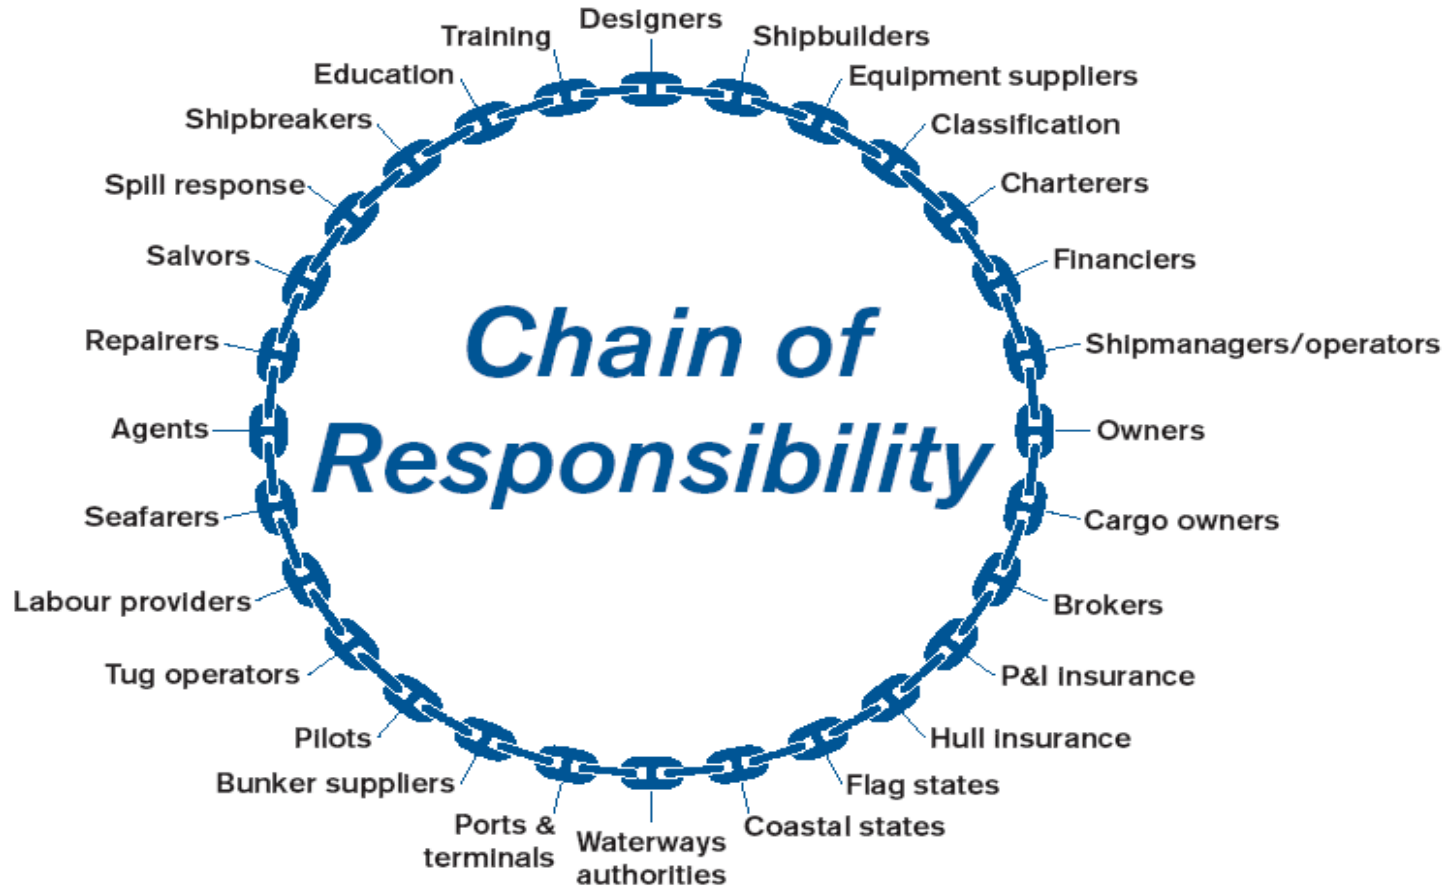 Designers
Shipbuilders
Equipment suppliers
Classification
Charterers
Financiers
Shipmanagers/operators
Owners
Cargo owners
Brokers
P&I insurance
Hull insurance
Flag states
Coastal states
Waterways
authorities
Ports &
terminals
Bunker suppliers
Pilots
Tug operators
Labour providers
Seafarers
Agents
Repairers
Salvors
Spill response
Shipbreakers
Education
Training
Chain of
Responsibility